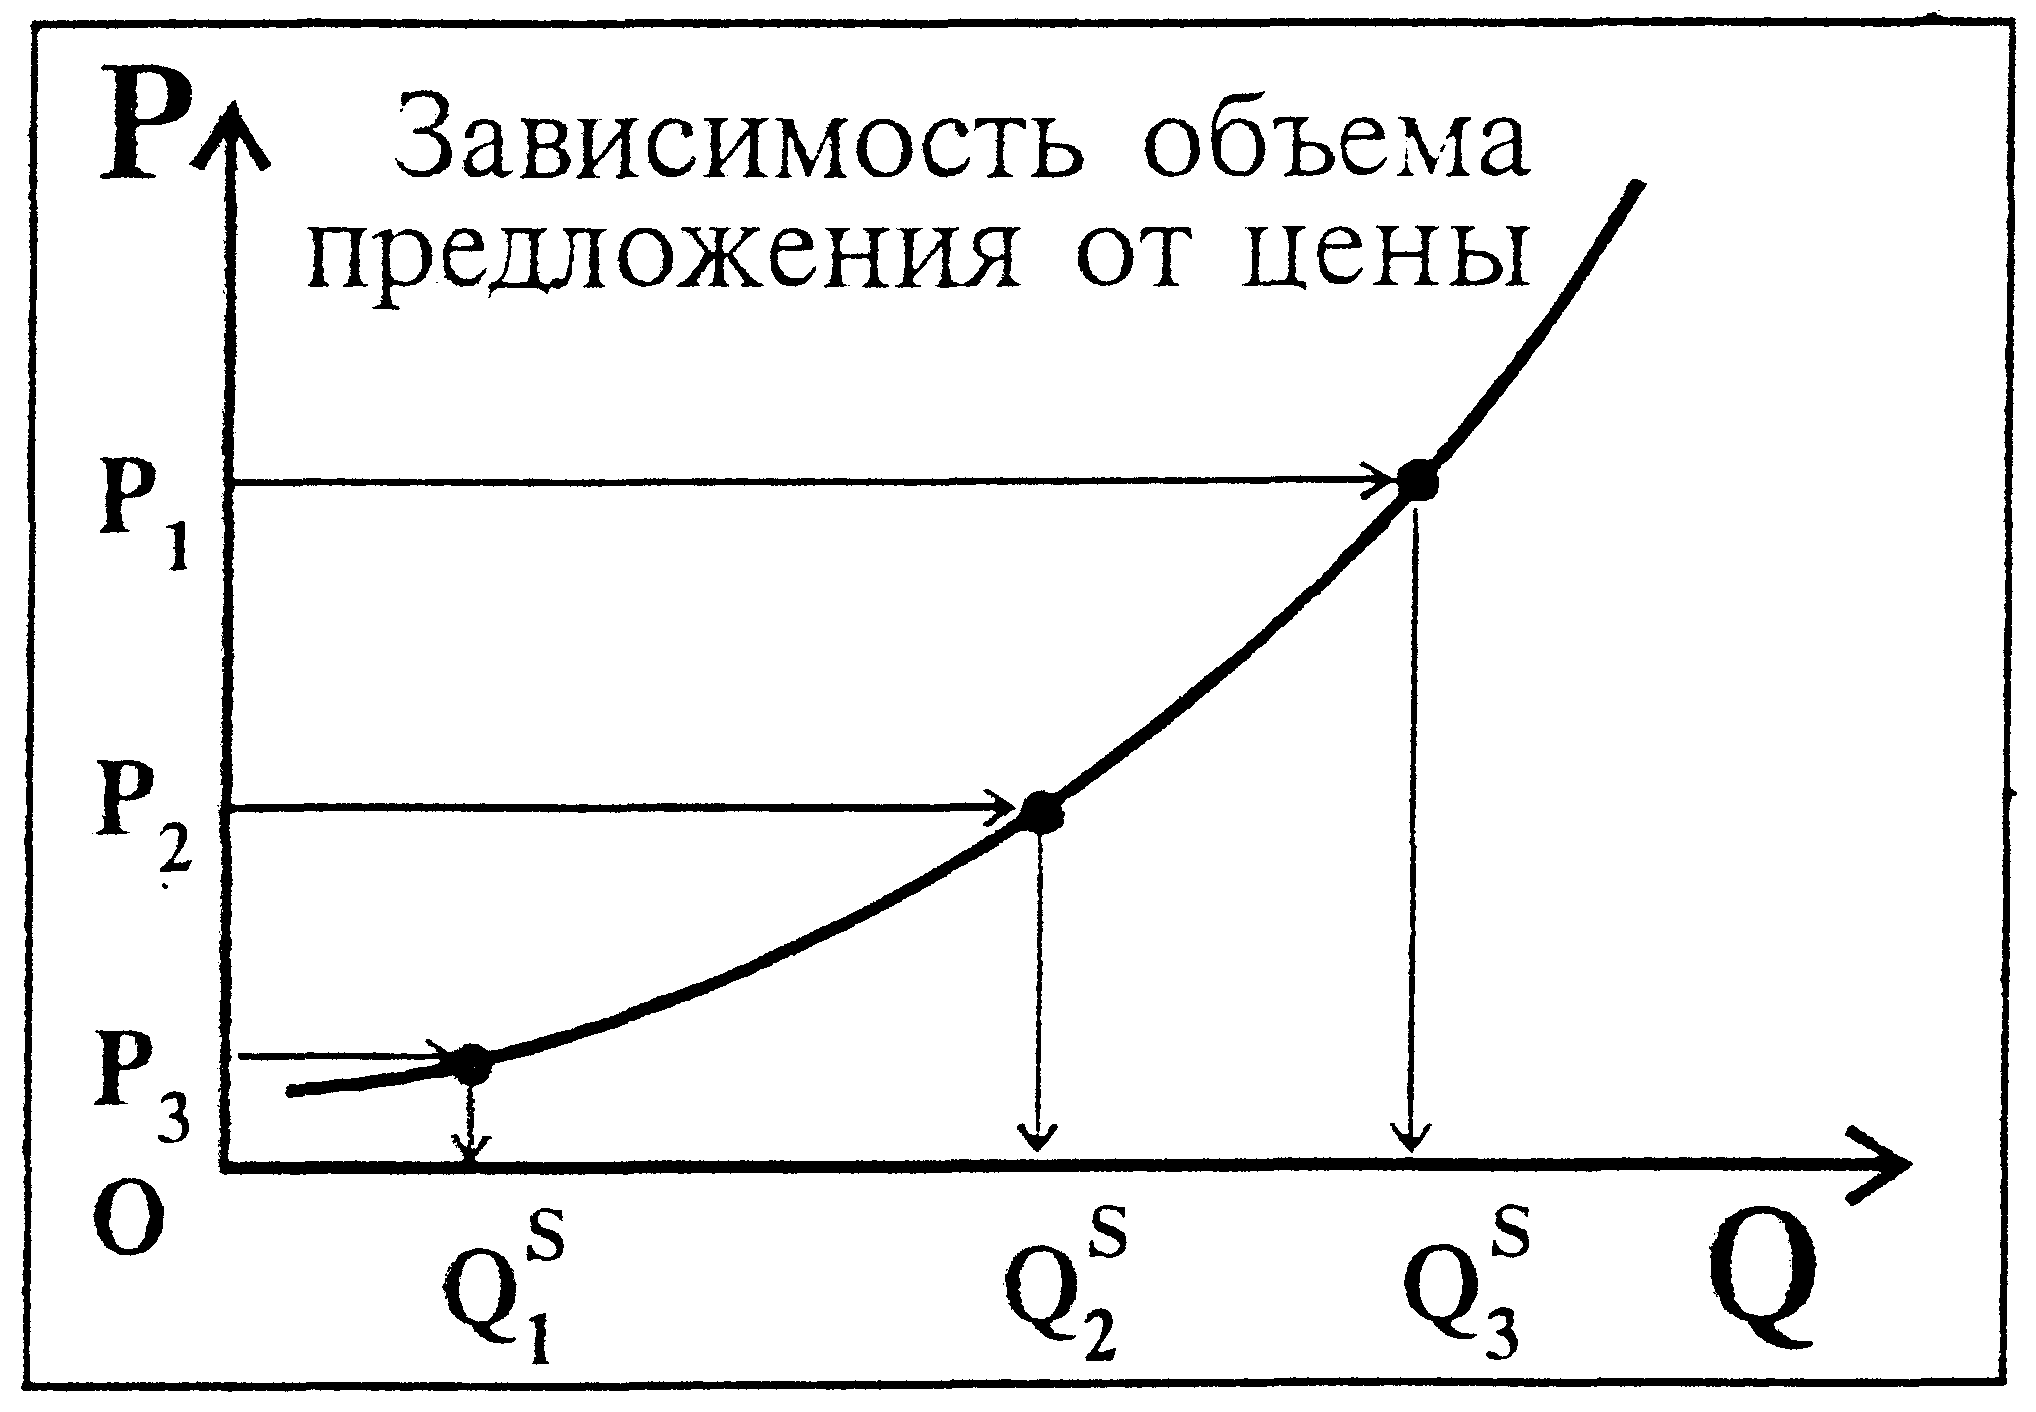 P
Зависимость объема
предложения от цены
P₁
P₂
P₃
O
Q₁ˢ Q₂ˢ Q₃ˢ Q